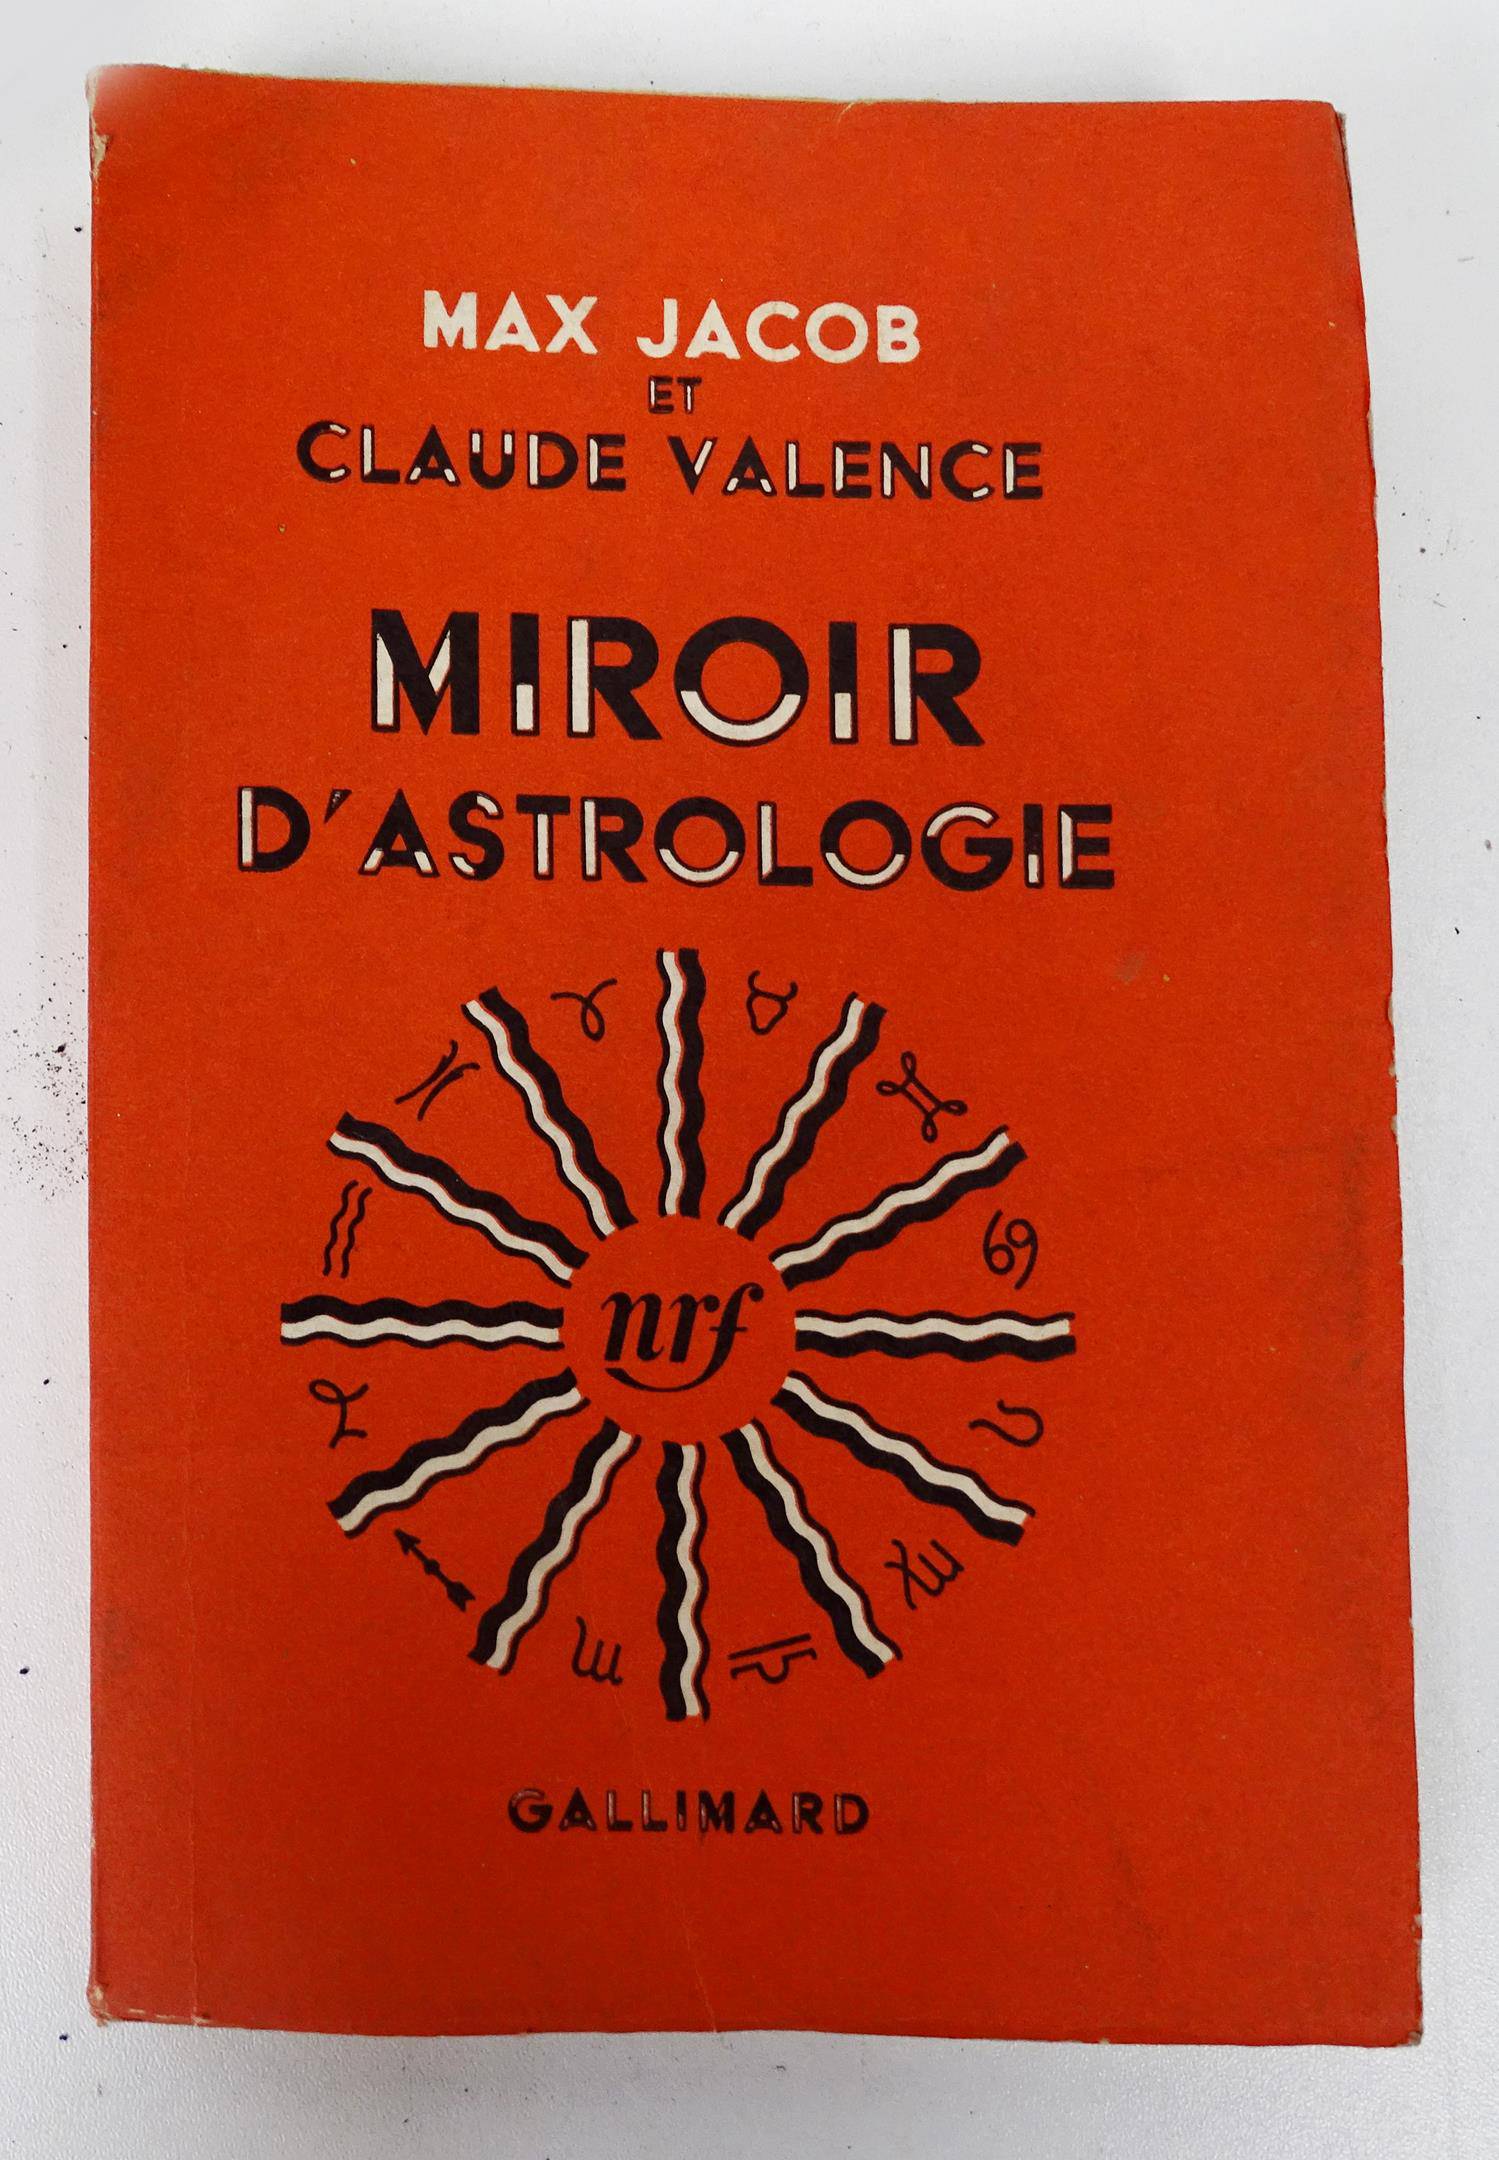 MAX JACOB
ET
CLAUDE VALENCE
MIROIR
D'ASTROLOGIE
nrf
GALLIMARD